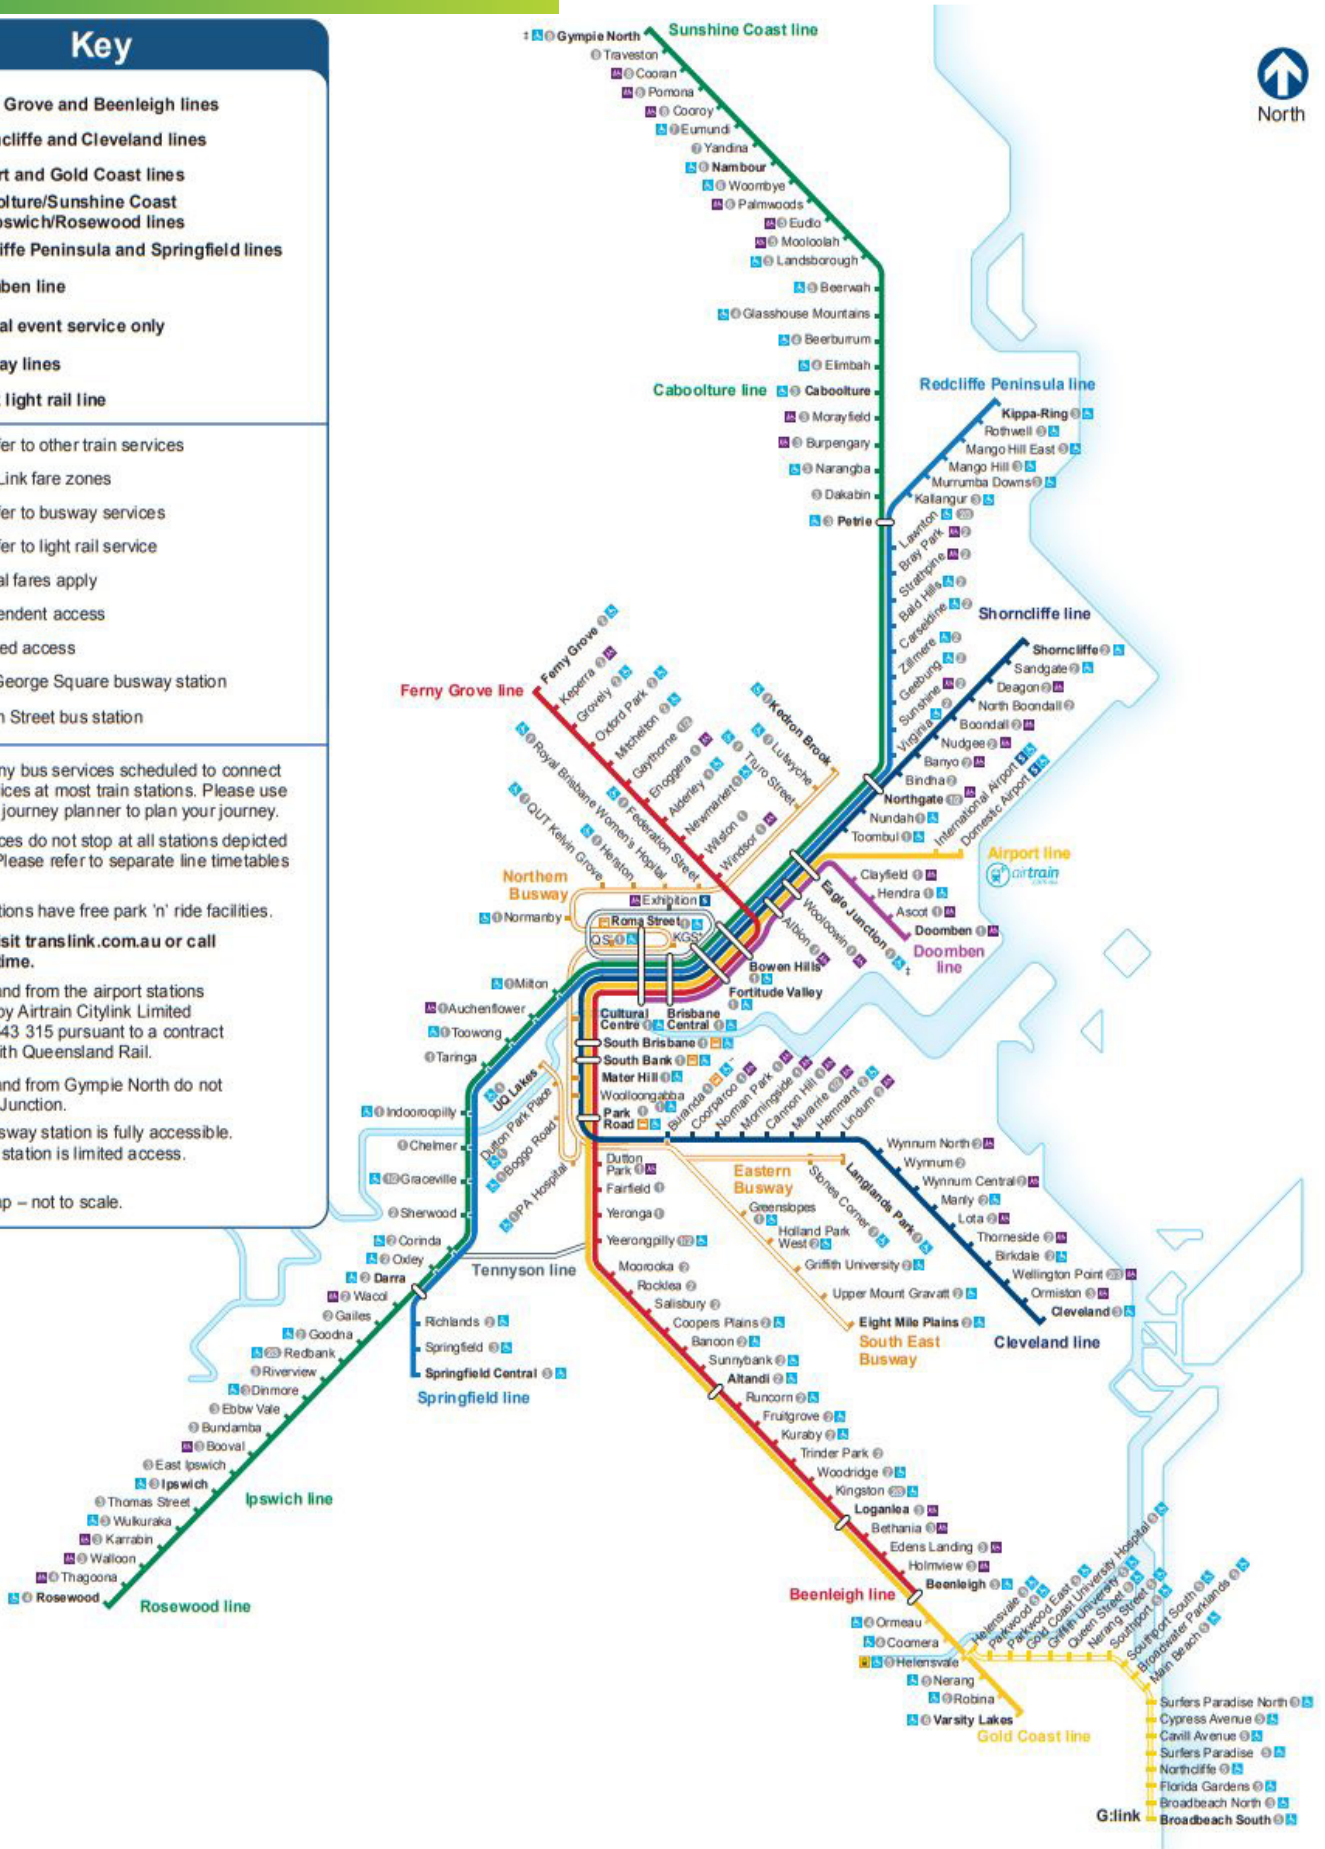 Key
Grove and Beenleigh lines
ncliffe and Cleveland lines
rt and Gold Coast lines
olture/Sunshine Coast
pswich/Rosewood lines
iffe Peninsula and Springfield lines
ben line
al event service only
ay lines
light rail line
fer to other train services
Link fare zones
fer to busway services
fer to light rail service
al fares apply
endent access
ed access
George Square busway station
n Street bus station
ny bus services scheduled to connect
ices at most train stations. Please use
journey planner to plan your journey.
ces do not stop at all stations depicted
Please refer to separate line timetables
tions have free park 'n' ride facilities.
isit translink.com.au or call
time.
and from the airport stations
by Airtrain Citylink Limited
43 315 pursuant to a contract
ith Queensland Rail.
and from Gympie North do not
Junction.
sway station is fully accessible.
station is limited access.
p – not to scale.
North
Sunshine Coast line
Gympie North
Traveston
Cooran
Pomona
Cooroy
Eumundi
Yandina
Nambour
Woombye
Palmwoods
Eudlo
Mooloolah
Landsborough
Beerwah
Glasshouse Mountains
Beerburrum
Elimbah
Caboolture line
Caboolture
Morayfield
Burpengary
Narangba
Dakabin
Petrie
Redcliffe Peninsula line
Kippa-Ring
Rothwell
Mango Hill East
Mango Hill
Murrumba Downs
Kallangur
Lawnton
Bray Park
Strathpine
Bald Hills
Carseldine
Zillmere
Geebung
Sunshine
Virginia
Shorncliffe line
Shorncliffe
Sandgate
Deagon
North Boondall
Boondall
Nudgee
Banyo
Bindha
Northgate
Nundah
Toombul
International Airport
Domestic Airport
Airport line
airtrain
Clayfield
Hendra
Ascot
Doomben
Doomben
line
Eagle Junction
Wooloowin
Albion
Ferny Grove line
Ferny Grove
Keperra
Grovely
Oxford Park
Mitchelton
Gaythorne
Enoggera
Alderley
Newmarket
Wilston
Windsor
Kedron Brook
Lutwyche
Truro Street
Federation Street
Royal Brisbane Women's Hopital
Herston
QUT Kelvin Grove
Northern
Busway
Normanby
Exhibition
Roma Street
QS
KGS*
Bowen Hills
Fortitude Valley
Brisbane
Central
Cultural
Centre
South Brisbane
South Bank
Mater Hill
Woolloongabba
Park
Road
Milton
Auchenflower
Toowong
Taringa
Indooroopilly
Chelmer
Graceville
Sherwood
Corinda
Oxley
Darra
Wacol
Gailes
Goodna
Redbank
Riverview
Dinmore
Ebbw Vale
Bundamba
Booval
East Ipswich
Ipswich
Thomas Street
Wulkuraka
Karrabin
Walloon
Thagoona
Rosewood
Ipswich line
Rosewood line
Richlands
Springfield
Springfield Central
Springfield line
Tennyson line
UQ Lakes
Dutton Park Place
Boggo Road
PA Hospital
Buranda
Coorparoo
Norman Park
Morningside
Cannon Hill
Murarrie
Hemmant
Lindum
Wynnum North
Wynnum
Wynnum Central
Manly
Lota
Thorneside
Birkdale
Wellington Point
Ormiston
Cleveland
Cleveland line
Eastern
Busway
Stones Corner
Langlands Park
Greenslopes
Holland Park
West
Griffith University
Upper Mount Gravatt
Eight Mile Plains
South East
Busway
Dutton
Park
Fairfield
Yeronga
Yeerongpilly
Moorooka
Rocklea
Salisbury
Coopers Plains
Banoon
Sunnybank
Altandi
Runcorn
Fruitgrove
Kuraby
Trinder Park
Woodridge
Kingston
Loganlea
Bethania
Edens Landing
Holmview
Beenleigh
Beenleigh line
Ormeau
Coomera
Helensvale
Nerang
Robina
Varsity Lakes
Gold Coast line
Helensvale
Parkwood
Parkwood East
Gold Coast University Hospital
Griffith University
Queen Street
Nerang Street
Southport
Southport South
Broadwater Parklands
Main Beach
Surfers Paradise North
Cypress Avenue
Cavill Avenue
Surfers Paradise
Northcliffe
Florida Gardens
Broadbeach North
Broadbeach South
G:link